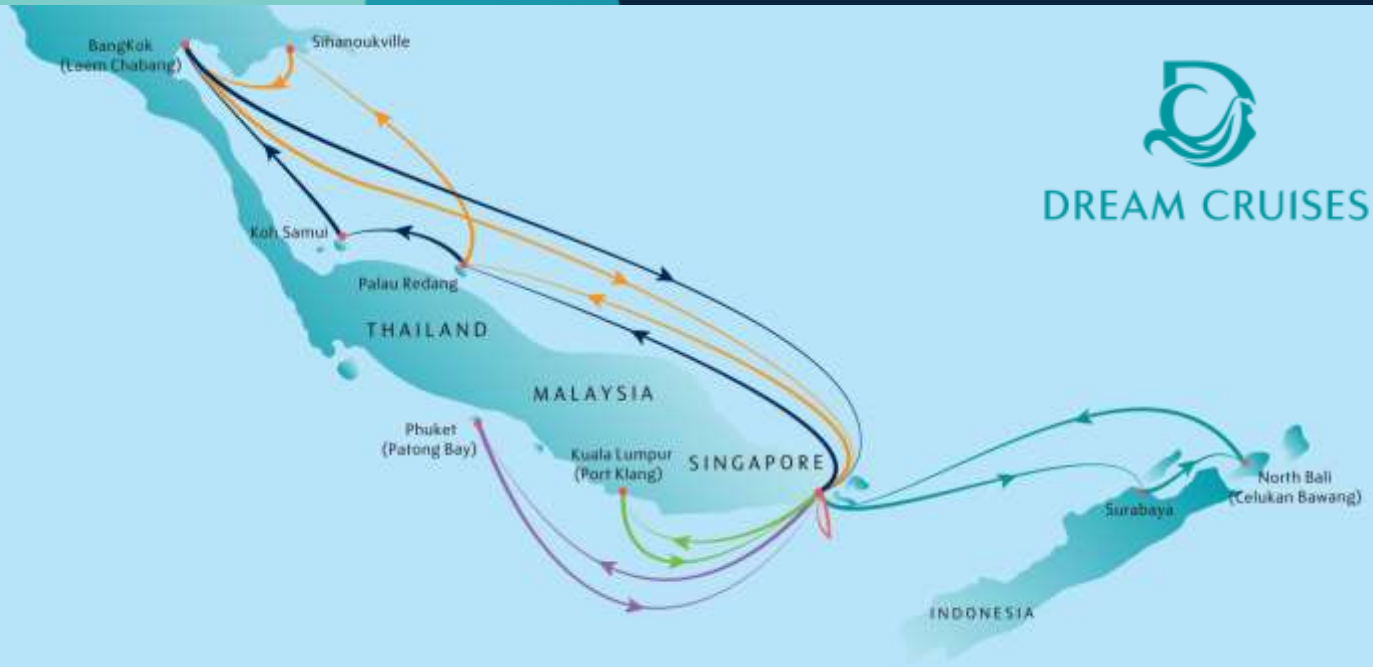 BangKok
(Leem Chabang)
Sihanoukville
DREAM CRUISES
Koh Samui
Palau Redang
THAILAND
MALAYSIA
Phuket
(Patong Bay)
Kuala Lumpur
(Port Klang)
SINGAPORE
North Bali
(Celukan Bawang)
Surabaya
INDONESIA